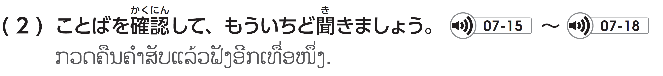 (2) ことばを確認して、もういちど聞きましょう。 07-15 ～ 07-18
ກວດຄືນຄຳສັບແລ້ວຟັງອີກເທື່ອໜຶ່ງ.